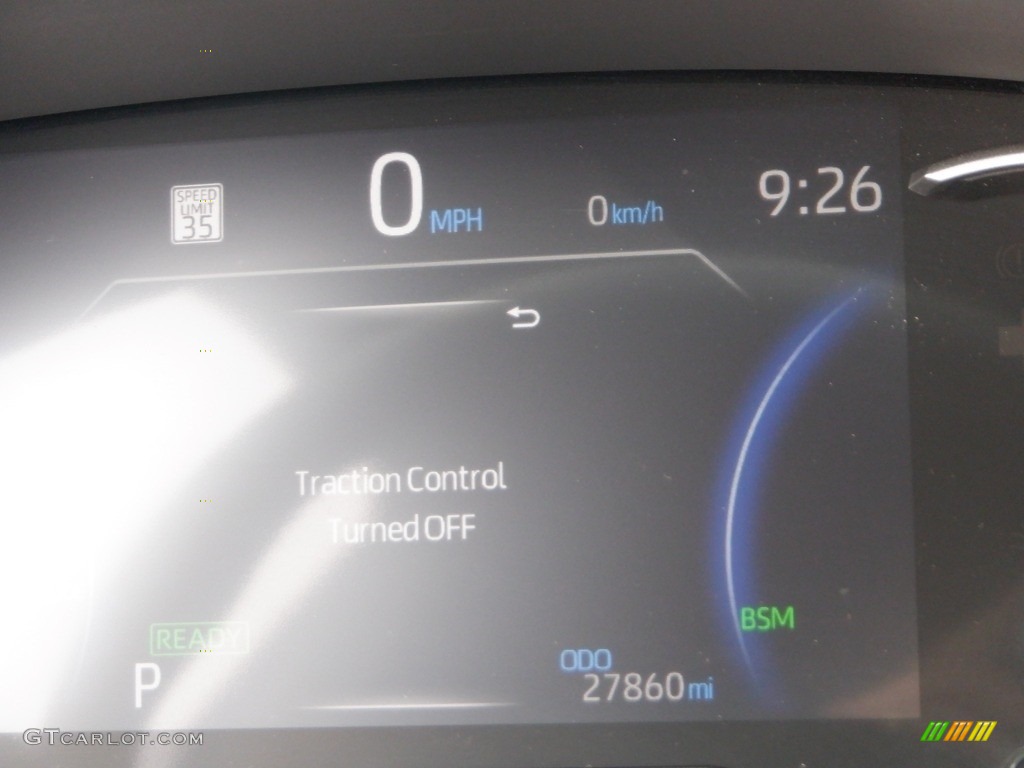 SPEED
LIMIT
35
0 MPH
0 km/h
9:26
Traction Control
Turned OFF
READY
P
BSM
ODO
27860 mi
GTCARLOT.COM